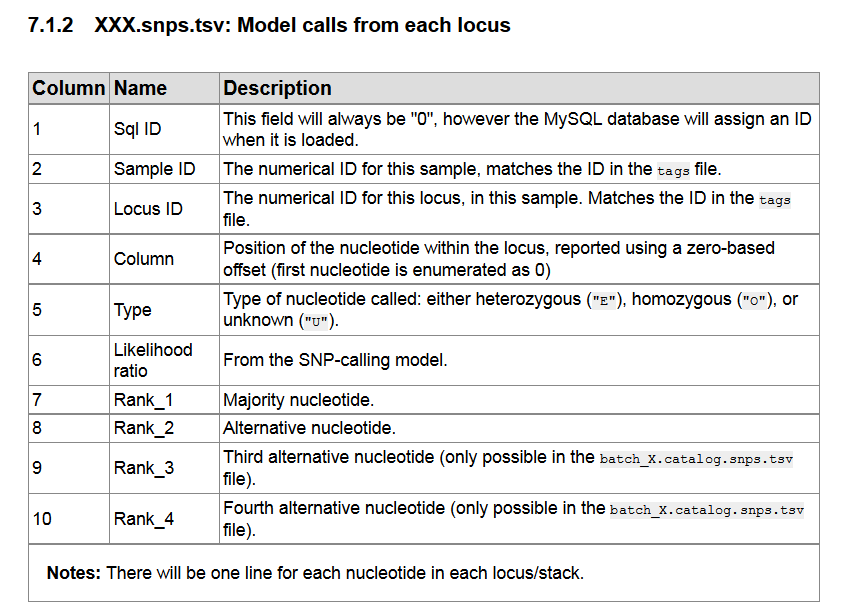 7.1.2 XXX.snps.tsv: Model calls from each locus
Column Name Description
1 Sql ID This field will always be "0", however the MySQL database will assign an ID
when it is loaded.
2 Sample ID The numerical ID for this sample, matches the ID in the tags file.
3 Locus ID The numerical ID for this locus, in this sample. Matches the ID in the tags
file.
4 Column Position of the nucleotide within the locus, reported using a zero-based
offset (first nucleotide is enumerated as 0)
5 Type Type of nucleotide called: either heterozygous ("E"), homozygous ("O"), or
unknown ("U").
6 Likelihood
ratio From the SNP-calling model.
7 Rank_1 Majority nucleotide.
8 Rank_2 Alternative nucleotide.
9 Rank_3 Third alternative nucleotide (only possible in the batch_X.catalog.snps.tsv
file).
10 Rank_4 Fourth alternative nucleotide (only possible in the batch_X.catalog.snps.tsv
file).
Notes: There will be one line for each nucleotide in each locus/stack.